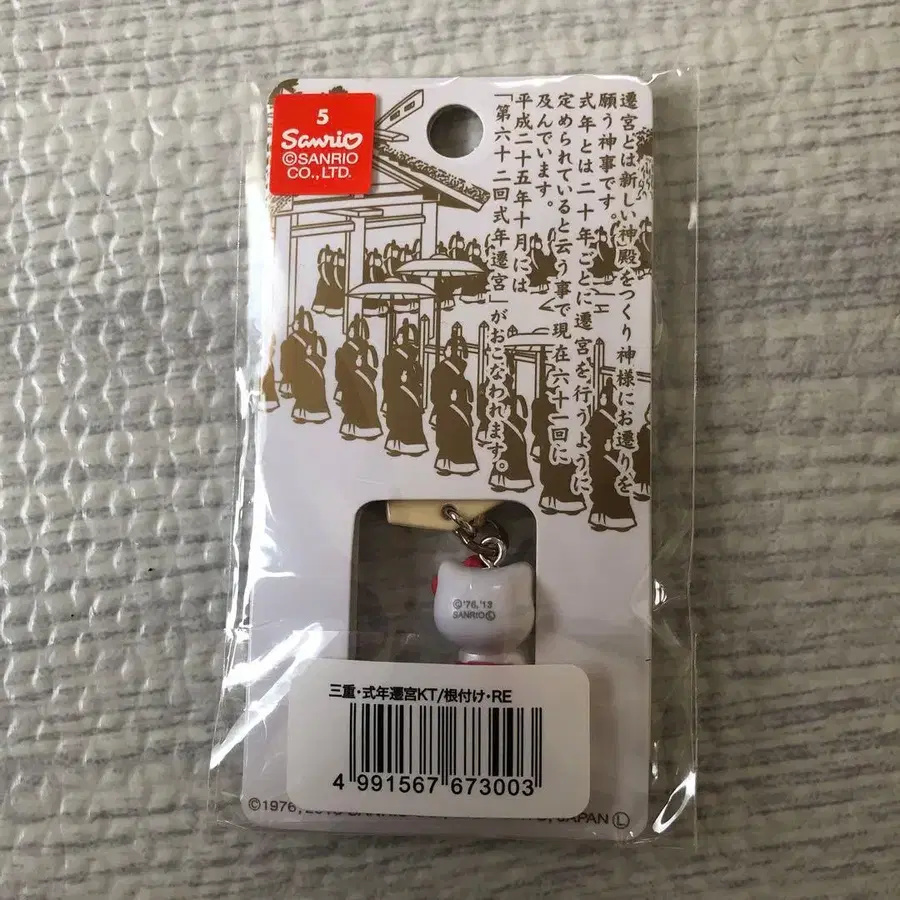 5
Sanrio
©SANRIO
CO.,LTD.
遷宮とは新しい神殿をつくり神様にお遷りを
願う神事です。
式年とは二十年ごとに遷宮を行うように
定められていると云う事で現在六十一回に
及んでいます。
平成二十五年十月には
「第六十二回式年遷宮」がおこなわれます。
©'76,'13
SANRIO Ⓛ
三重・式年遷宮KT/根付け・RE
4 991567 673003
©1976, JAPAN Ⓛ